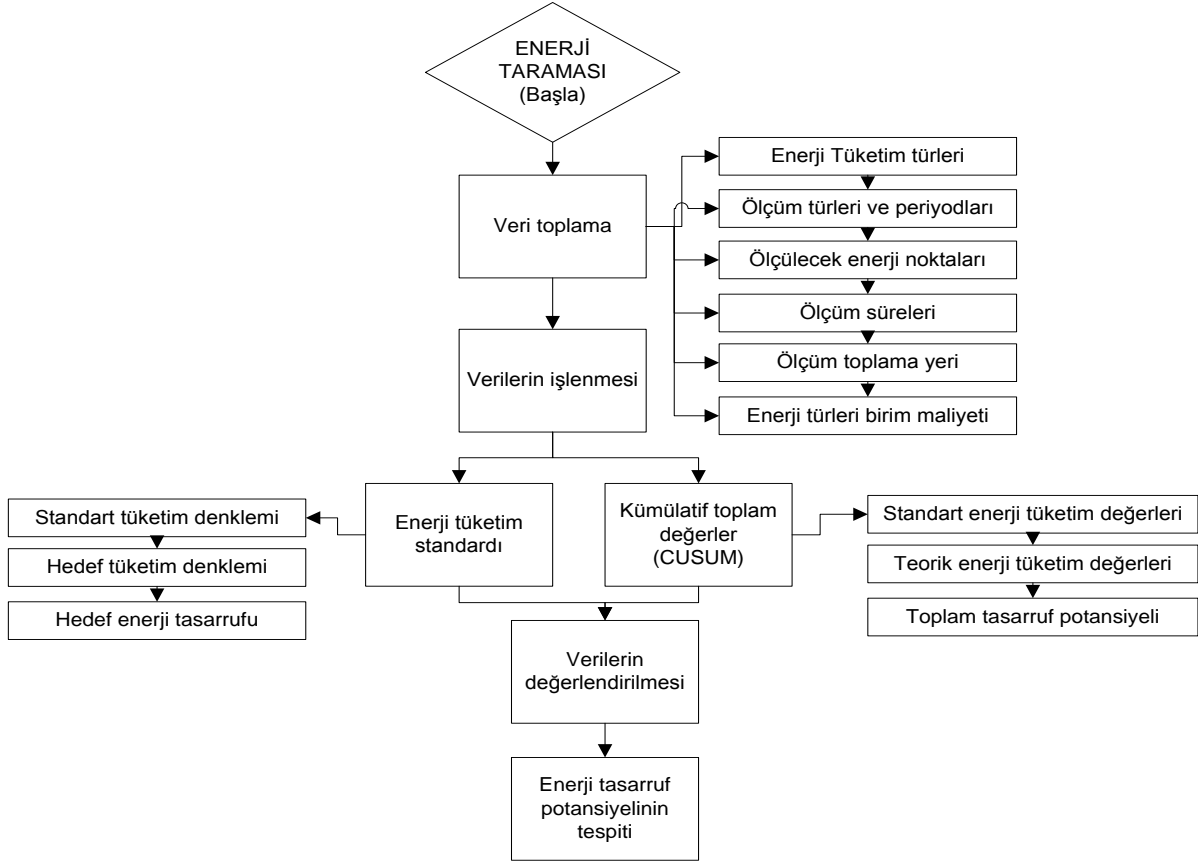 ENERJİ
TARAMASI
(Başla)
Veri toplama
Enerji Tüketim türleri
Ölçüm türleri ve periyodları
Ölçülecek enerji noktaları
Ölçüm süreleri
Ölçüm toplama yeri
Enerji türleri birim maliyeti
Verilerin işlenmesi
Enerji tüketim
standardı
Standart tüketim denklemi
Hedef tüketim denklemi
Hedef enerji tasarrufu
Kümülatif toplam
değerler
(CUSUM)
Standart enerji tüketim değerleri
Teorik enerji tüketim değerleri
Toplam tasarruf potansiyeli
Verilerin
değerlendirilmesi
Enerji tasarruf
potansiyelinin
tespiti